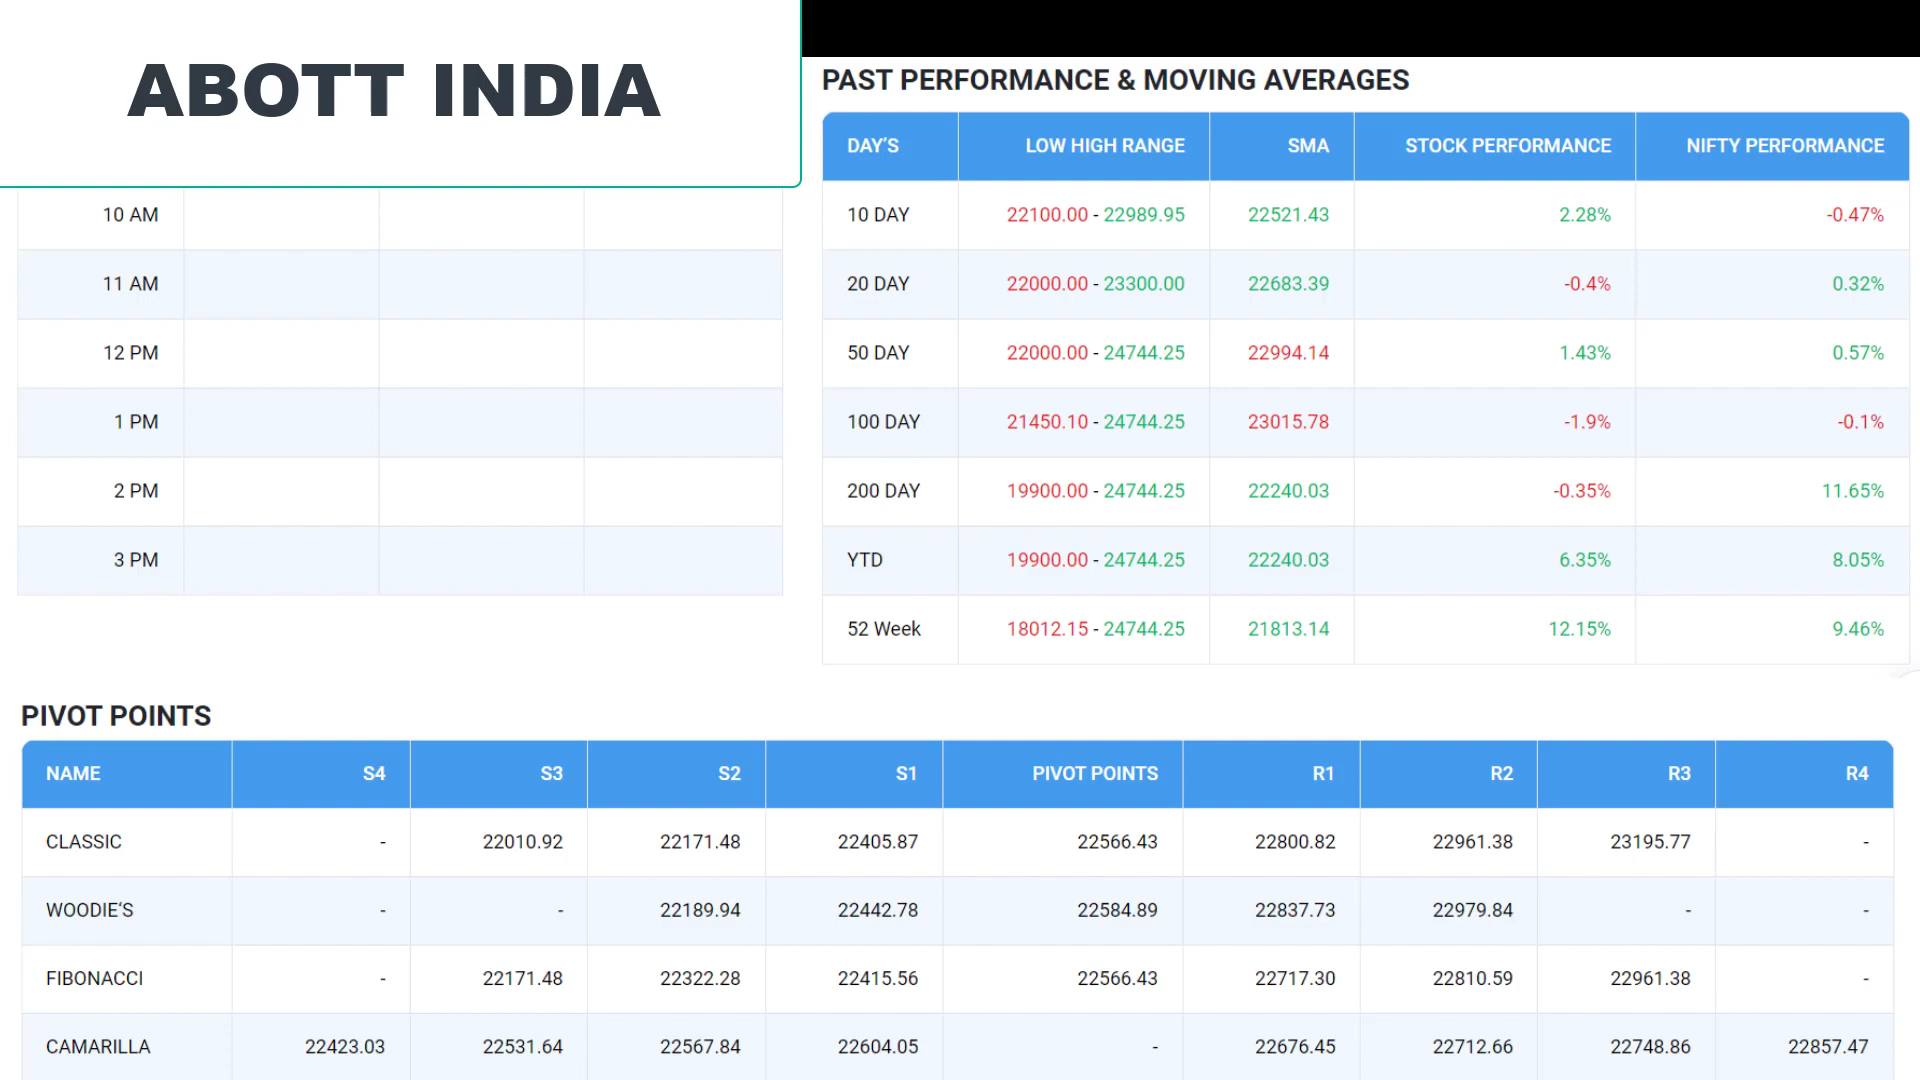 ABOTT INDIA
10 AM
11 AM
12 PM
1 PM
2 PM
3 PM
PAST PERFORMANCE & MOVING AVERAGES
DAY'S LOW HIGH RANGE SMA STOCK PERFORMANCE NIFTY PERFORMANCE
10 DAY 22100.00 - 22989.95 22521.43 2.28% -0.47%
20 DAY 22000.00 - 23300.00 22683.39 -0.4% 0.32%
50 DAY 22000.00 - 24744.25 22994.14 1.43% 0.57%
100 DAY 21450.10 - 24744.25 23015.78 -1.9% -0.1%
200 DAY 19900.00 - 24744.25 22240.03 -0.35% 11.65%
YTD 19900.00 - 24744.25 22240.03 6.35% 8.05%
52 Week 18012.15 - 24744.25 21813.14 12.15% 9.46%
PIVOT POINTS
NAME S4 S3 S2 S1 PIVOT POINTS R1 R2 R3 R4
CLASSIC - 22010.92 22171.48 22405.87 22566.43 22800.82 22961.38 23195.77 -
WOODIE'S - - 22189.94 22442.78 22584.89 22837.73 22979.84 - -
FIBONACCI - 22171.48 22322.28 22415.56 22566.43 22717.30 22810.59 22961.38 -
CAMARILLA 22423.03 22531.64 22567.84 22604.05 - 22676.45 22712.66 22748.86 22857.47